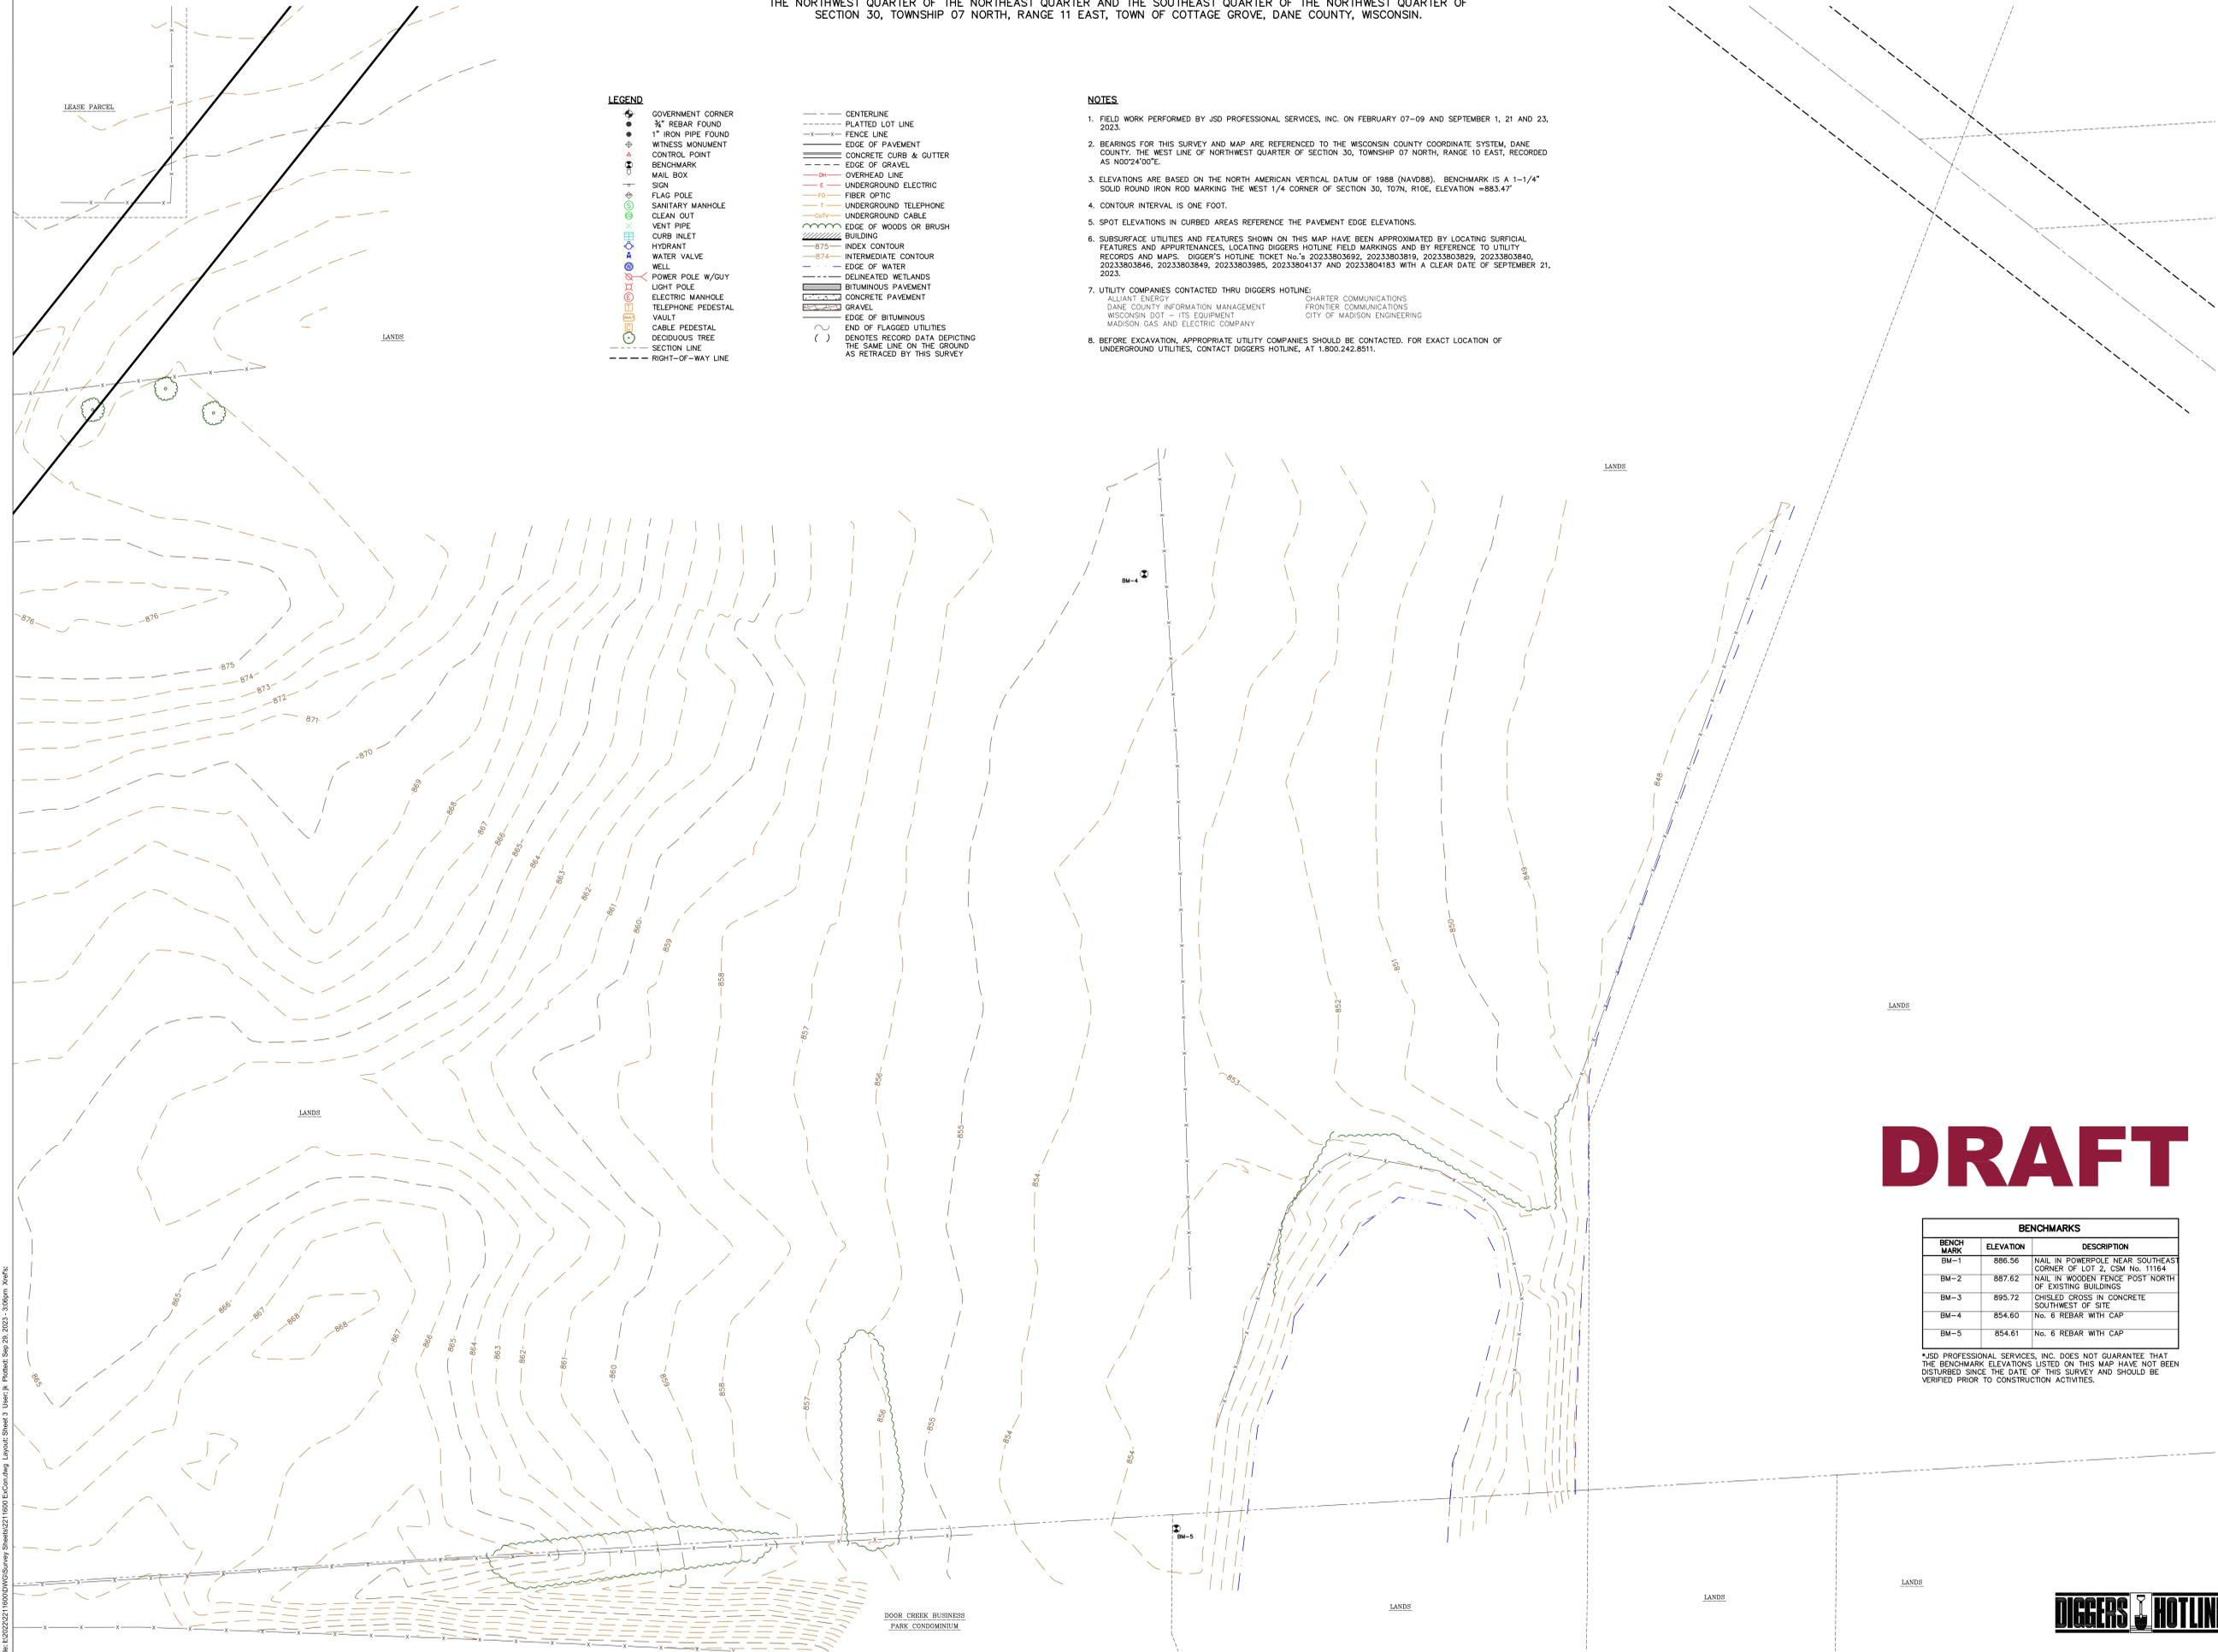 THE NORTHWEST QUARTER OF THE NORTHEAST QUARTER AND THE SOUTHEAST QUARTER OF THE NORTHWEST QUARTER OF
SECTION 30, TOWNSHIP 07 NORTH, RANGE 11 EAST, TOWN OF COTTAGE GROVE, DANE COUNTY, WISCONSIN.
LEASE PARCEL
LEGEND
GOVERNMENT CORNER
¾" REBAR FOUND
1" IRON PIPE FOUND
WITNESS MONUMENT
CONTROL POINT
BENCHMARK
MAIL BOX
SIGN
FLAG POLE
SANITARY MANHOLE
CLEAN OUT
VENT PIPE
CURB INLET
HYDRANT
WATER VALVE
WELL
POWER POLE W/GUY
LIGHT POLE
ELECTRIC MANHOLE
TELEPHONE PEDESTAL
VAULT
CABLE PEDESTAL
DECIDUOUS TREE
SECTION LINE
RIGHT-OF-WAY LINE
CENTERLINE
PLATTED LOT LINE
FENCE LINE
EDGE OF PAVEMENT
CONCRETE CURB & GUTTER
EDGE OF GRAVEL
OH OVERHEAD LINE
E UNDERGROUND ELECTRIC
FO FIBER OPTIC
T UNDERGROUND TELEPHONE
CaTV UNDERGROUND CABLE
EDGE OF WOODS OR BRUSH
BUILDING
875 INDEX CONTOUR
874 INTERMEDIATE CONTOUR
EDGE OF WATER
DELINEATED WETLANDS
BITUMINOUS PAVEMENT
CONCRETE PAVEMENT
GRAVEL
EDGE OF BITUMINOUS
END OF FLAGGED UTILITIES
( ) DENOTES RECORD DATA DEPICTING
THE SAME LINE ON THE GROUND
AS RETRACED BY THIS SURVEY
NOTES
1. FIELD WORK PERFORMED BY JSD PROFESSIONAL SERVICES, INC. ON FEBRUARY 07-09 AND SEPTEMBER 1, 21 AND 23,
2023.
2. BEARINGS FOR THIS SURVEY AND MAP ARE REFERENCED TO THE WISCONSIN COUNTY COORDINATE SYSTEM, DANE
COUNTY. THE WEST LINE OF NORTHWEST QUARTER OF SECTION 30, TOWNSHIP 07 NORTH, RANGE 10 EAST, RECORDED
AS N00°24'00"E.
3. ELEVATIONS ARE BASED ON THE NORTH AMERICAN VERTICAL DATUM OF 1988 (NAVD88). BENCHMARK IS A 1-1/4"
SOLID ROUND IRON ROD MARKING THE WEST 1/4 CORNER OF SECTION 30, T07N, R10E, ELEVATION =883.47'
4. CONTOUR INTERVAL IS ONE FOOT.
5. SPOT ELEVATIONS IN CURBED AREAS REFERENCE THE PAVEMENT EDGE ELEVATIONS.
6. SUBSURFACE UTILITIES AND FEATURES SHOWN ON THIS MAP HAVE BEEN APPROXIMATED BY LOCATING SURFICIAL
FEATURES AND APPURTENANCES, LOCATING DIGGERS HOTLINE FIELD MARKINGS AND BY REFERENCE TO UTILITY
RECORDS AND MAPS. DIGGER'S HOTLINE TICKET No.'s 20233803692, 20233803819, 20233803829, 20233803840,
20233803846, 20233803849, 20233803985, 20233804137 AND 20233804183 WITH A CLEAR DATE OF SEPTEMBER 21,
2023.
7. UTILITY COMPANIES CONTACTED THRU DIGGERS HOTLINE:
ALLIANT ENERGY
DANE COUNTY INFORMATION MANAGEMENT
WISCONSIN DOT - ITS EQUIPMENT
MADISON GAS AND ELECTRIC COMPANY
CHARTER COMMUNICATIONS
FRONTIER COMMUNICATIONS
CITY OF MADISON ENGINEERING
8. BEFORE EXCAVATION, APPROPRIATE UTILITY COMPANIES SHOULD BE CONTACTED. FOR EXACT LOCATION OF
UNDERGROUND UTILITIES, CONTACT DIGGERS HOTLINE, AT 1.800.242.8511.
LANDS
LANDS
BM-4
876
876
875
874
873
872
871
870
869
868
867
866
865
864
863
862
861
860
859
858
857
856
855
854
853
852
851
850
849
848
LANDS
LANDS
865
865
866
867
868
868
867
866
865
864
863
862
861
860
859
858
857
856
855
854
854
DRAFT
BENCHMARKS
BENCH MARK ELEVATION DESCRIPTION
BM-1 886.56 NAIL IN POWERPOLE NEAR SOUTHEAST
CORNER OF LOT 2, CSM No. 11164
BM-2 887.62 NAIL IN WOODEN FENCE POST NORTH
OF EXISTING BUILDINGS
BM-3 895.72 CHISLED CROSS IN CONCRETE
SOUTHWEST OF SITE
BM-4 854.60 No. 6 REBAR WITH CAP
BM-5 854.61 No. 6 REBAR WITH CAP
*JSD PROFESSIONAL SERVICES, INC. DOES NOT GUARANTEE THAT
THE BENCHMARK ELEVATIONS LISTED ON THIS MAP HAVE NOT BEEN
DISTURBED SINCE THE DATE OF THIS SURVEY AND SHOULD BE
VERIFIED PRIOR TO CONSTRUCTION ACTIVITIES.
BM-5
DOOR CREEK BUSINESS
PARK CONDOMINIUM
LANDS
LANDS
LANDS
DIGGERS HOTLIN
File: I:\2022\2211600\DWG\Survey Sheets\2211600 ExCon.dwg Layout: Sheet 3 User: jk Plotted: Sep 29, 2023 - 3:06pm Xrefs: